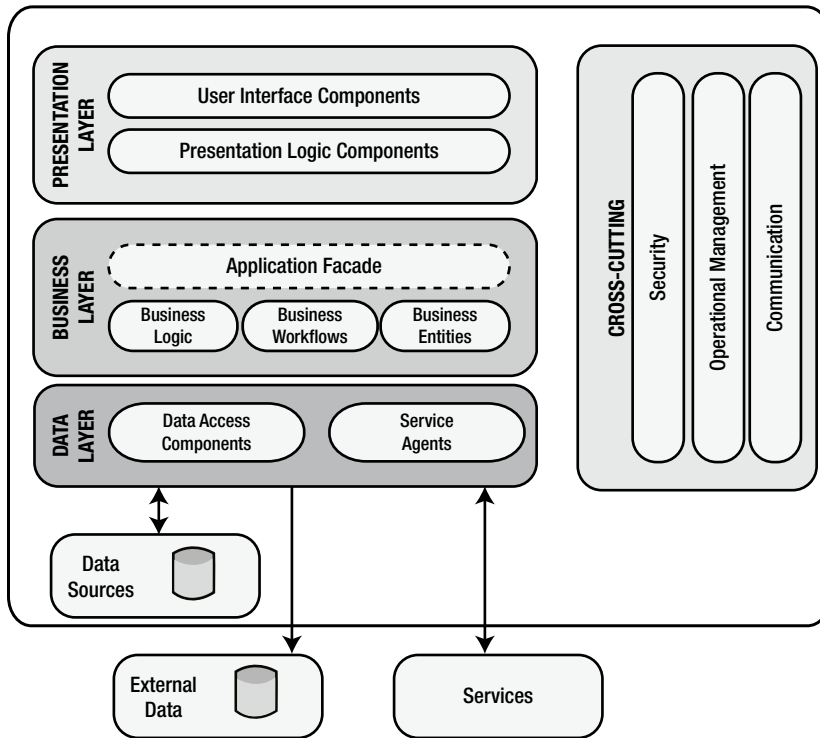 PRESENTATION
LAYER
User Interface Components
Presentation Logic Components
BUSINESS
LAYER
Application Facade
Business
Logic
Business
Workflows
Business
Entities
DATA
LAYER
Data Access
Components
Service
Agents
CROSS-CUTTING
Security
Operational Management
Communication
Data
Sources
External
Data
Services